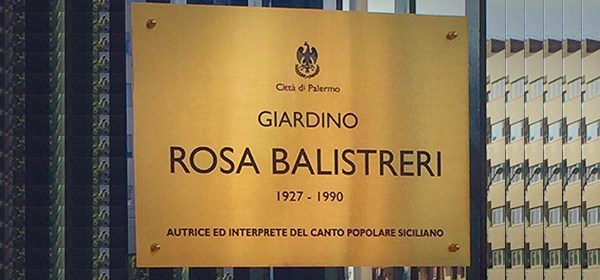 Città di Palermo
GIARDINO
ROSA BALISTRERI
1927 - 1990
AUTRICE ED INTERPRETE DEL CANTO POPOLARE SICILIANO